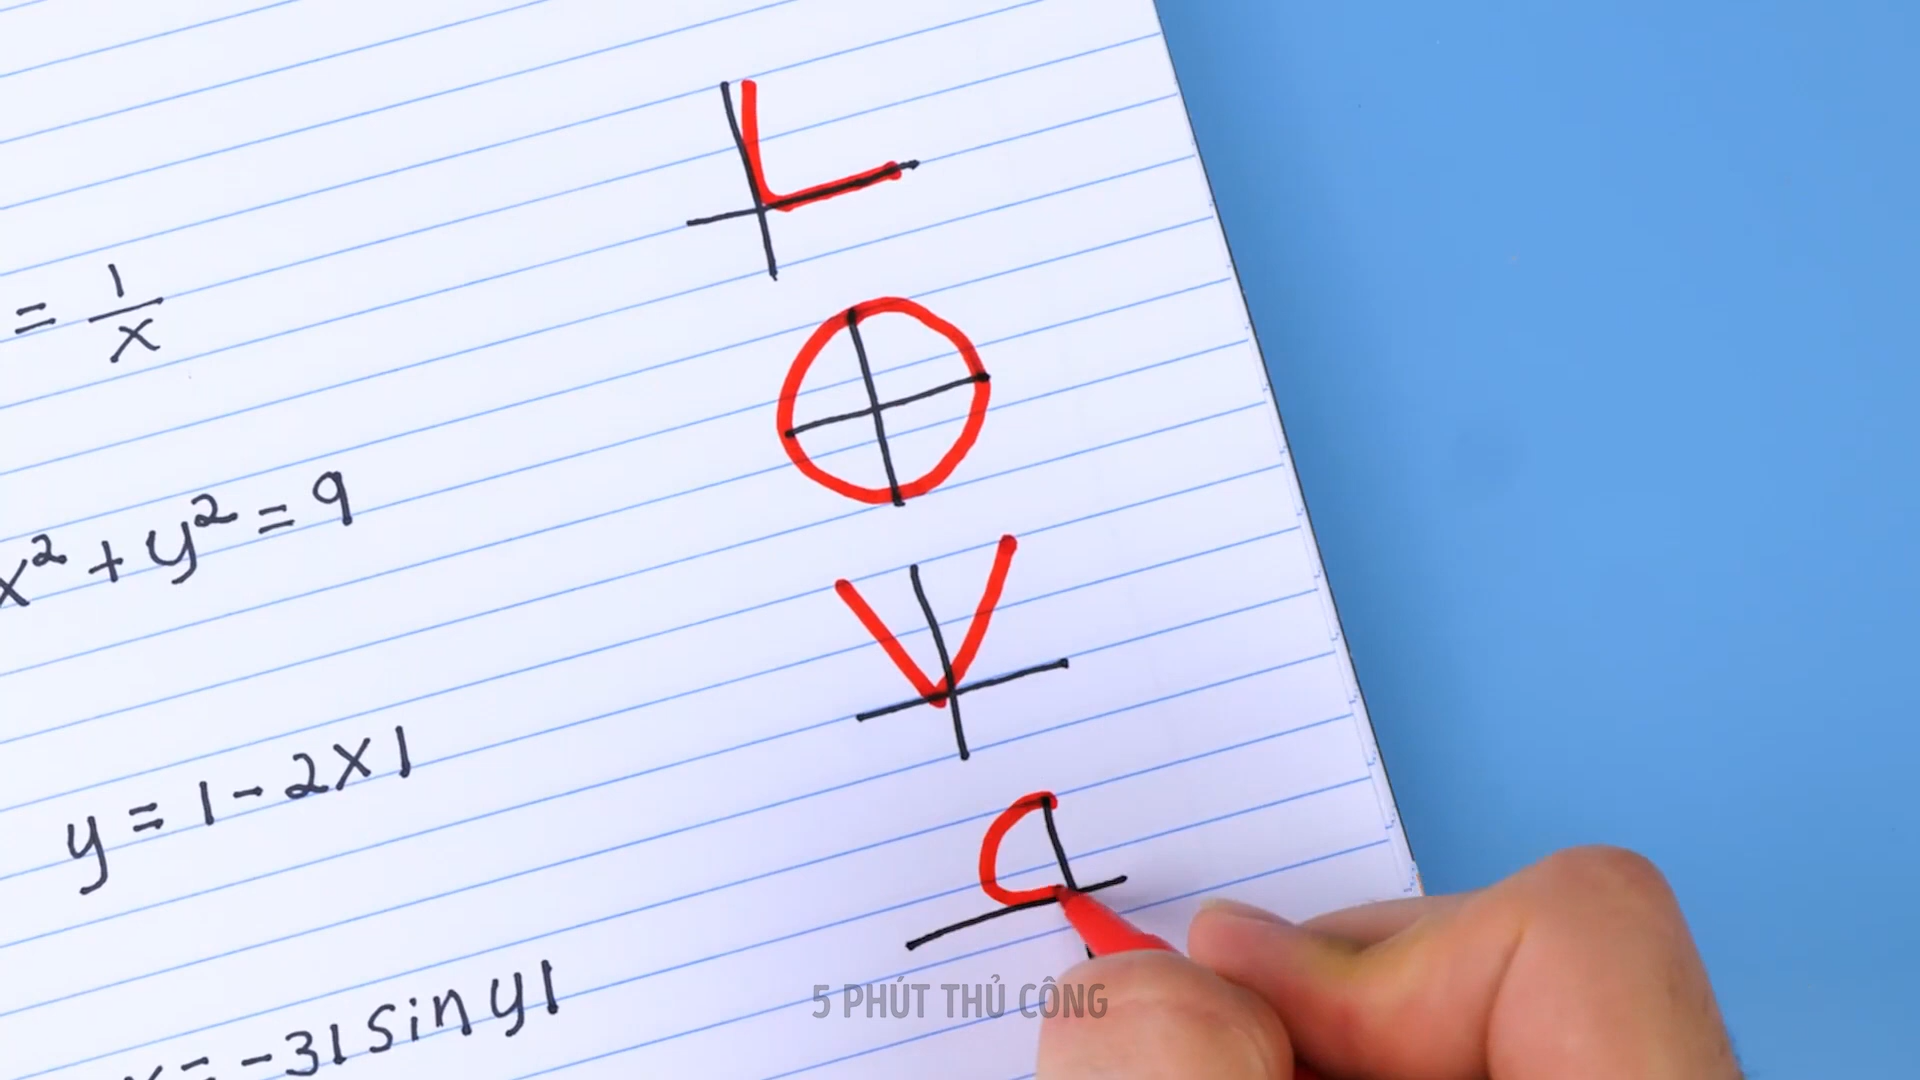 = 1/x
x² + y² = 9
y = 1 - 2x1
x = -31 sin y1
5 PHÚT THỦ CÔNG